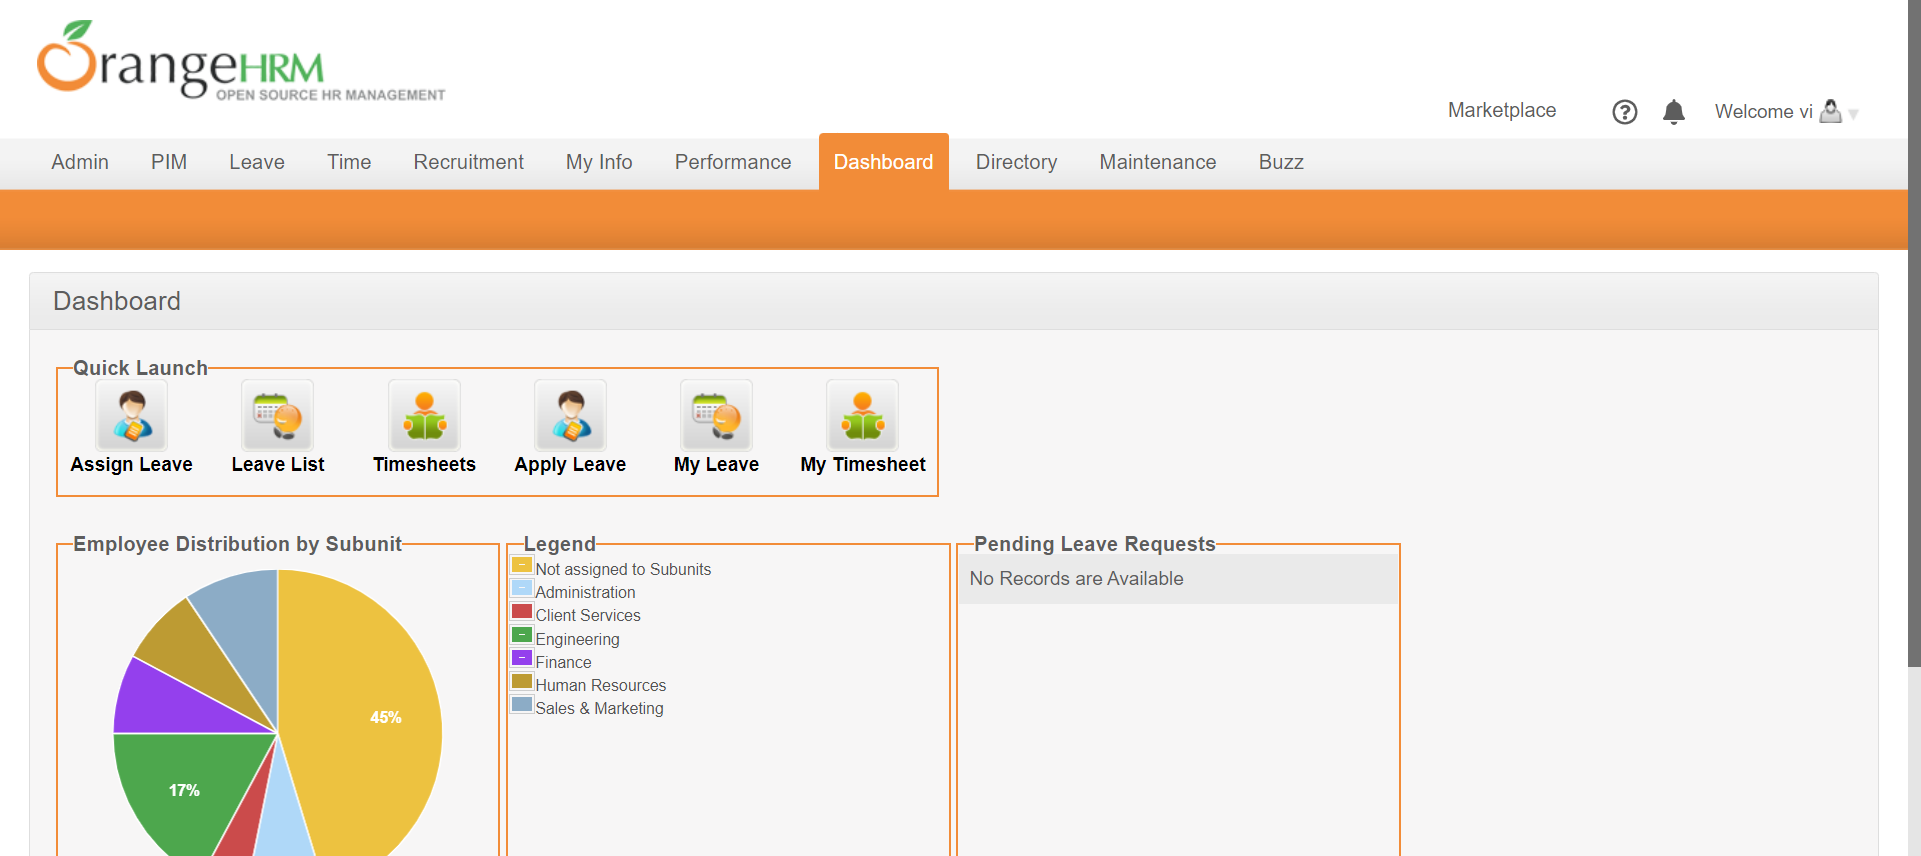 OrangeHRM
OPEN SOURCE HR MANAGEMENT
Marketplace
?
Welcome vi
Admin
PIM
Leave
Time
Recruitment
My Info
Performance
Dashboard
Directory
Maintenance
Buzz
Dashboard
Quick Launch
Assign Leave
Leave List
Timesheets
Apply Leave
My Leave
My Timesheet
Employee Distribution by Subunit
45%
17%
Legend
Not assigned to Subunits
Administration
Client Services
Engineering
Finance
Human Resources
Sales & Marketing
Pending Leave Requests
No Records are Available